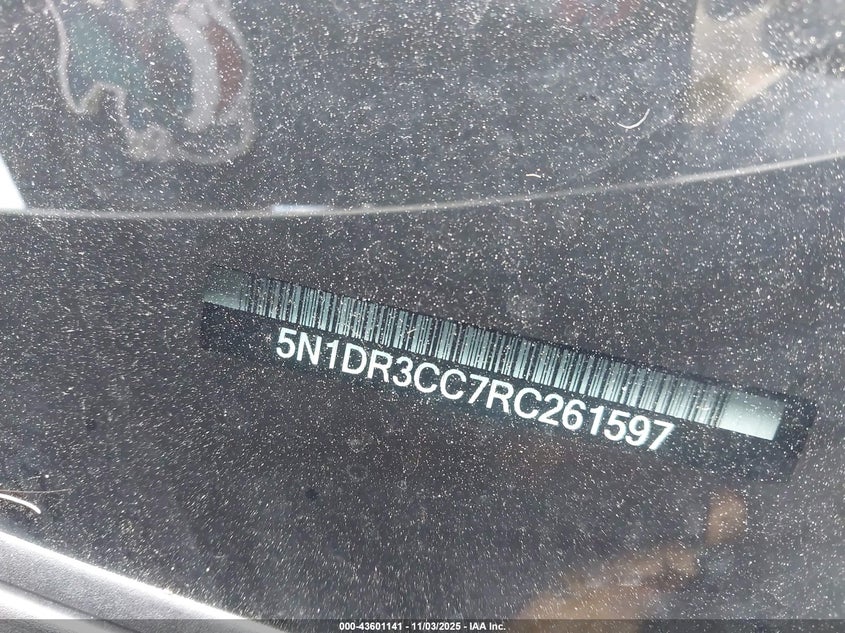 5N1DR3CC7RC261597
000-43601141 - 11/03/2025 - IAA Inc.